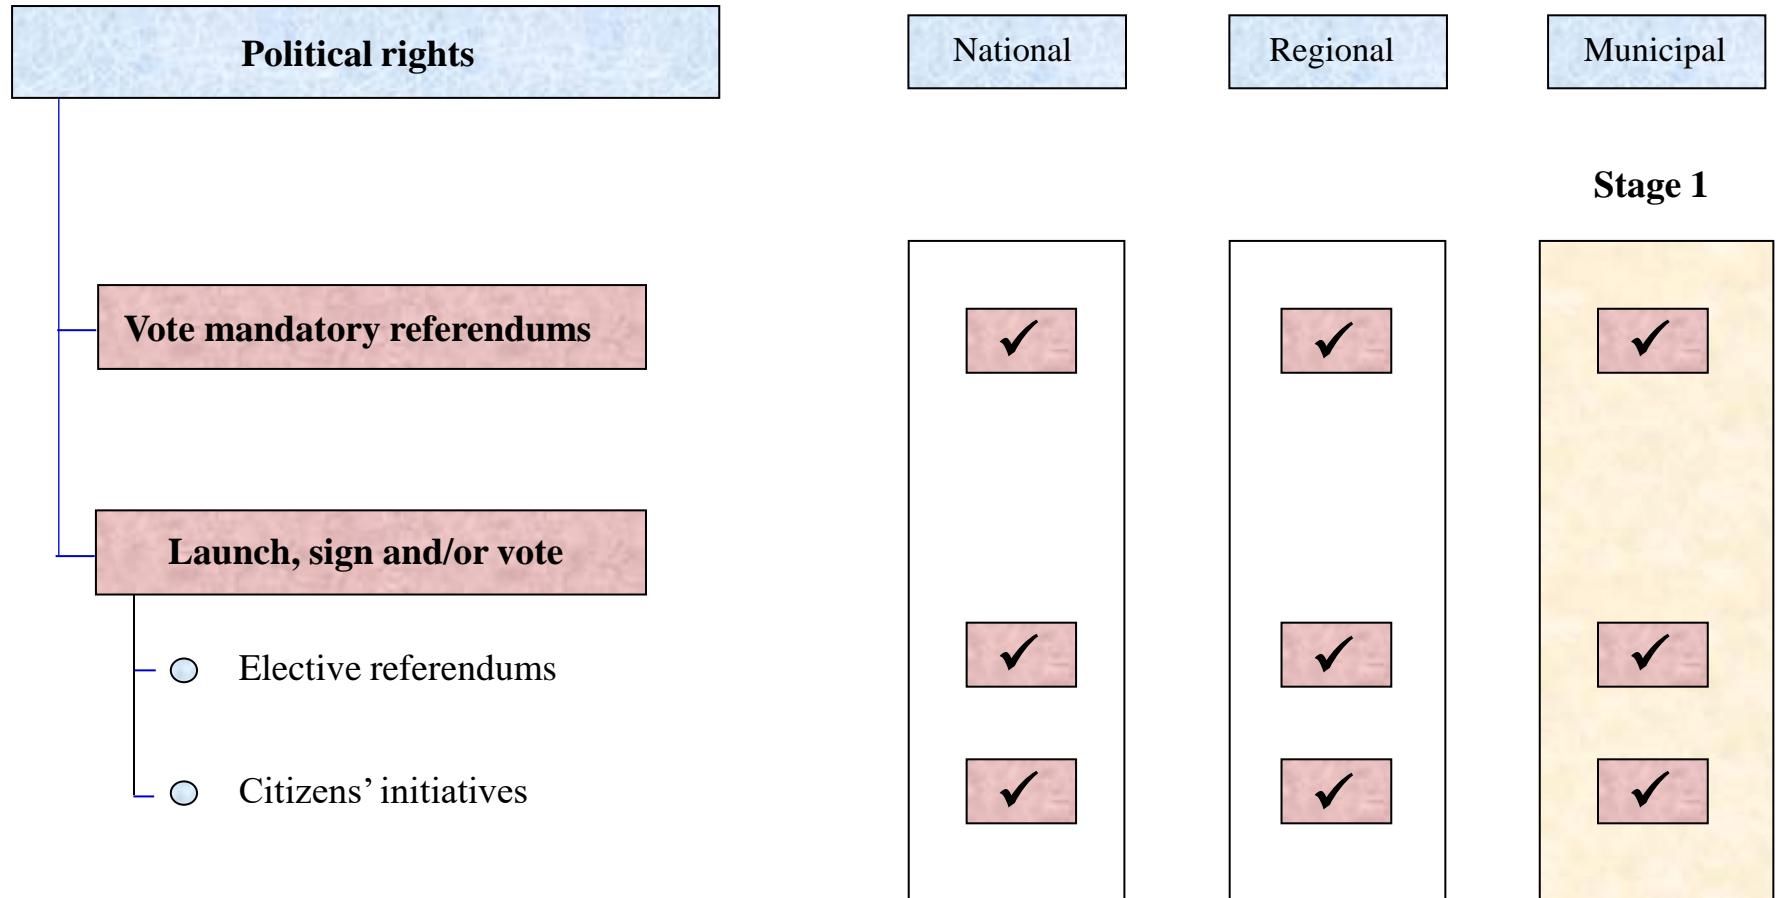 Political rights
National
Regional
Municipal
Stage 1
Vote mandatory referendums
✓ ✓ ✓
Launch, sign and/or vote
Elective referendums
✓ ✓ ✓
Citizens’ initiatives
✓ ✓ ✓